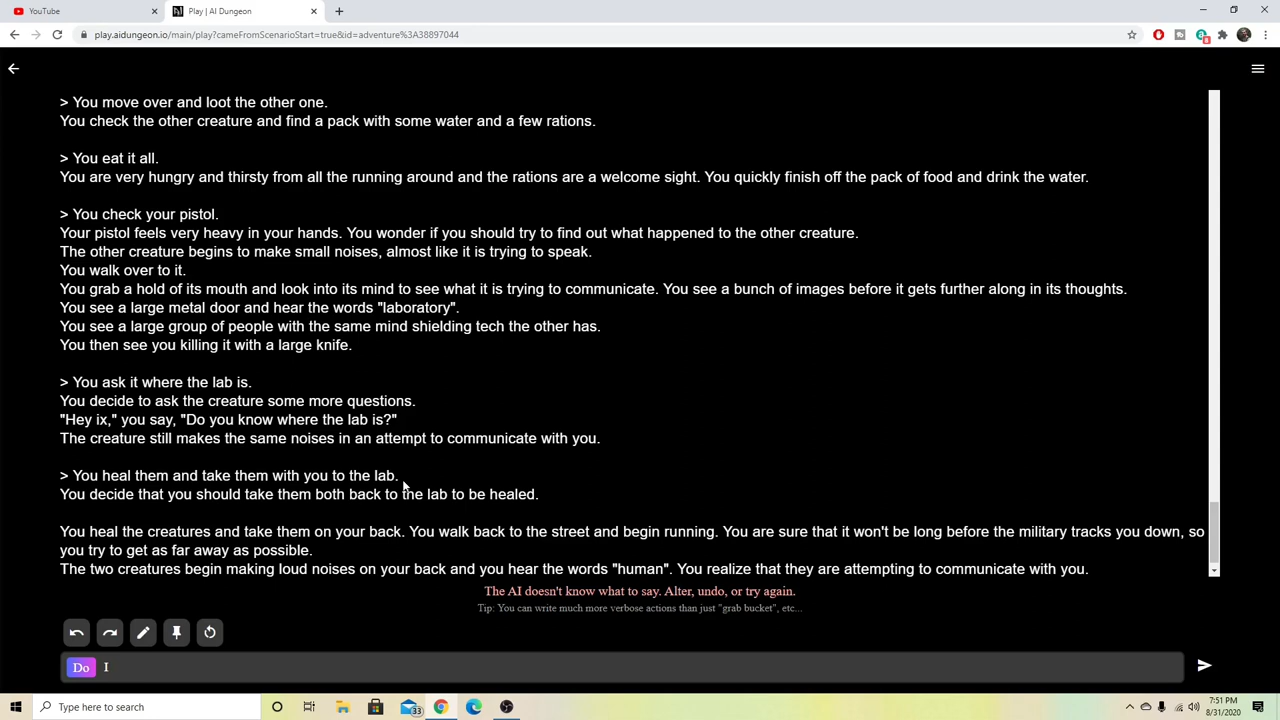 YouTube
Play | AI Dungeon
play.aidungeon.io/main/play?cameFromScenarioStart=true&id=adventure%3A38897044
> You move over and loot the other one.
You check the other creature and find a pack with some water and a few rations.
> You eat it all.
You are very hungry and thirsty from all the running around and the rations are a welcome sight. You quickly finish off the pack of food and drink the water.
> You check your pistol.
Your pistol feels very heavy in your hands. You wonder if you should try to find out what happened to the other creature.
The other creature begins to make small noises, almost like it is trying to speak.
You walk over to it.
You grab a hold of its mouth and look into its mind to see what it is trying to communicate. You see a bunch of images before it gets further along in its thoughts.
You see a large metal door and hear the words "laboratory".
You see a large group of people with the same mind shielding tech the other has.
You then see you killing it with a large knife.
> You ask it where the lab is.
You decide to ask the creature some more questions.
"Hey ix," you say, "Do you know where the lab is?"
The creature still makes the same noises in an attempt to communicate with you.
> You heal them and take them with you to the lab.
You decide that you should take them both back to the lab to be healed.
You heal the creatures and take them on your back. You walk back to the street and begin running. You are sure that it won't be long before the military tracks you down, so
you try to get as far away as possible.
The two creatures begin making loud noises on your back and you hear the words "human". You realize that they are attempting to communicate with you.
The AI doesn't know what to say. Alter, undo, or try again.
Tip: You can write much more verbose actions than just "grab bucket", etc...
Do I
Type here to search
33
7:51 PM
8/31/2020